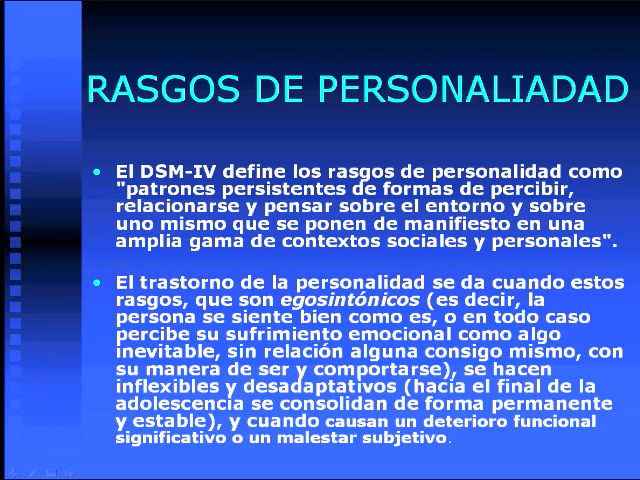 RASGOS DE PERSONALIADAD
• El DSM-IV define los rasgos de personalidad como
"patrones persistentes de formas de percibir,
relacionarse y pensar sobre el entorno y sobre
uno mismo que se ponen de manifiesto en una
amplia gama de contextos sociales y personales".
• El trastorno de la personalidad se da cuando estos
rasgos, que son egosintónicos (es decir, la
persona se siente bien como es, o en todo caso
percibe su sufrimiento emocional como algo
inevitable, sin relación alguna consigo mismo, con
su manera de ser y comportarse), se hacen
inflexibles y desadaptativos (hacia el final de la
adolescencia se consolidan de forma permanente
y estable), y cuando causan un deterioro funcional
significativo o un malestar subjetivo.